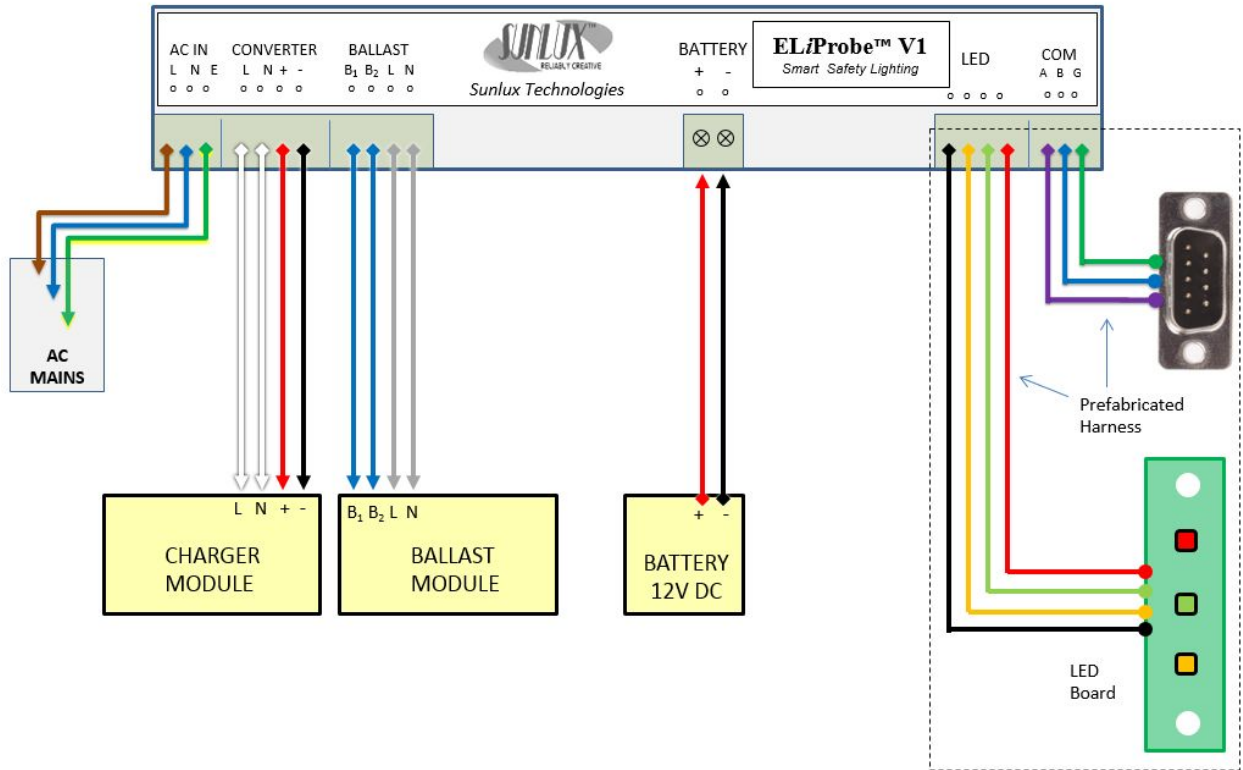 AC IN CONVERTER BALLAST BATTERY LED COM
L N E L N + - B₁ B₂ L N + - A B G
SUNLUX™
RELIABLY CREATIVE
Sunlux Technologies
ELiProbe™ V1
Smart Safety Lighting
AC
MAINS
L N + -
CHARGER
MODULE
B₁ B₂ L N
BALLAST
MODULE
+ -
BATTERY
12V DC
Prefabricated
Harness
LED
Board